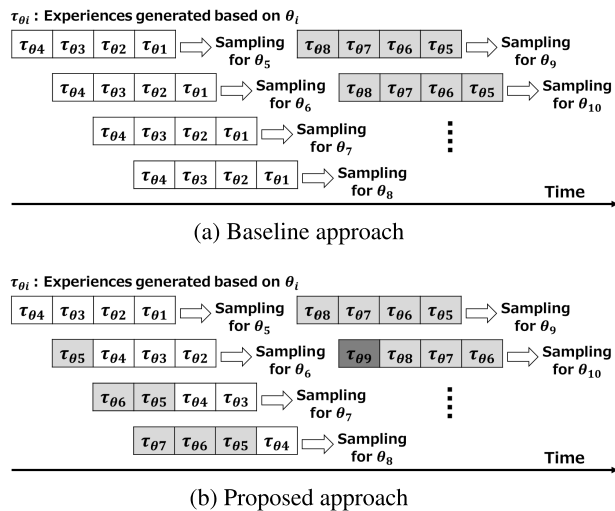 τθi : Experiences generated based on θi
τθ4 τθ3 τθ2 τθ1 Sampling for θ5 τθ8 τθ7 τθ6 τθ5 Sampling for θ9
τθ4 τθ3 τθ2 τθ1 Sampling for θ6 τθ8 τθ7 τθ6 τθ5 Sampling for θ10
τθ4 τθ3 τθ2 τθ1 Sampling for θ7
τθ4 τθ3 τθ2 τθ1 Sampling for θ8
Time
(a) Baseline approach
τθi : Experiences generated based on θi
τθ4 τθ3 τθ2 τθ1 Sampling for θ5 τθ8 τθ7 τθ6 τθ5 Sampling for θ9
τθ5 τθ4 τθ3 τθ2 Sampling for θ6 τθ9 τθ8 τθ7 τθ6 Sampling for θ10
τθ6 τθ5 τθ4 τθ3 Sampling for θ7
τθ7 τθ6 τθ5 τθ4 Sampling for θ8
Time
(b) Proposed approach